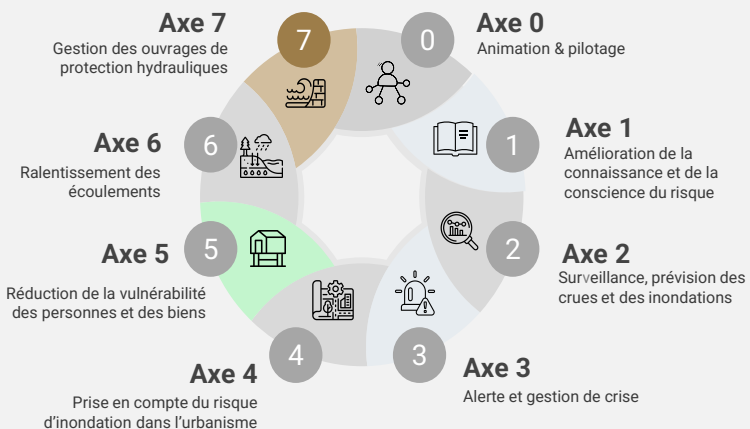 Axe 0
Animation & pilotage
0
Axe 1
Amélioration de la
connaissance et de la
conscience du risque
1
Axe 2
Surveillance, prévision des
crues et des inondations
2
Axe 3
Alerte et gestion de crise
3
Axe 4
Prise en compte du risque
d'inondation dans l'urbanisme
4
Axe 5
Réduction de la vulnérabilité
des personnes et des biens
5
Axe 6
Ralentissement des
écoulements
6
Axe 7
Gestion des ouvrages de
protection hydrauliques
7